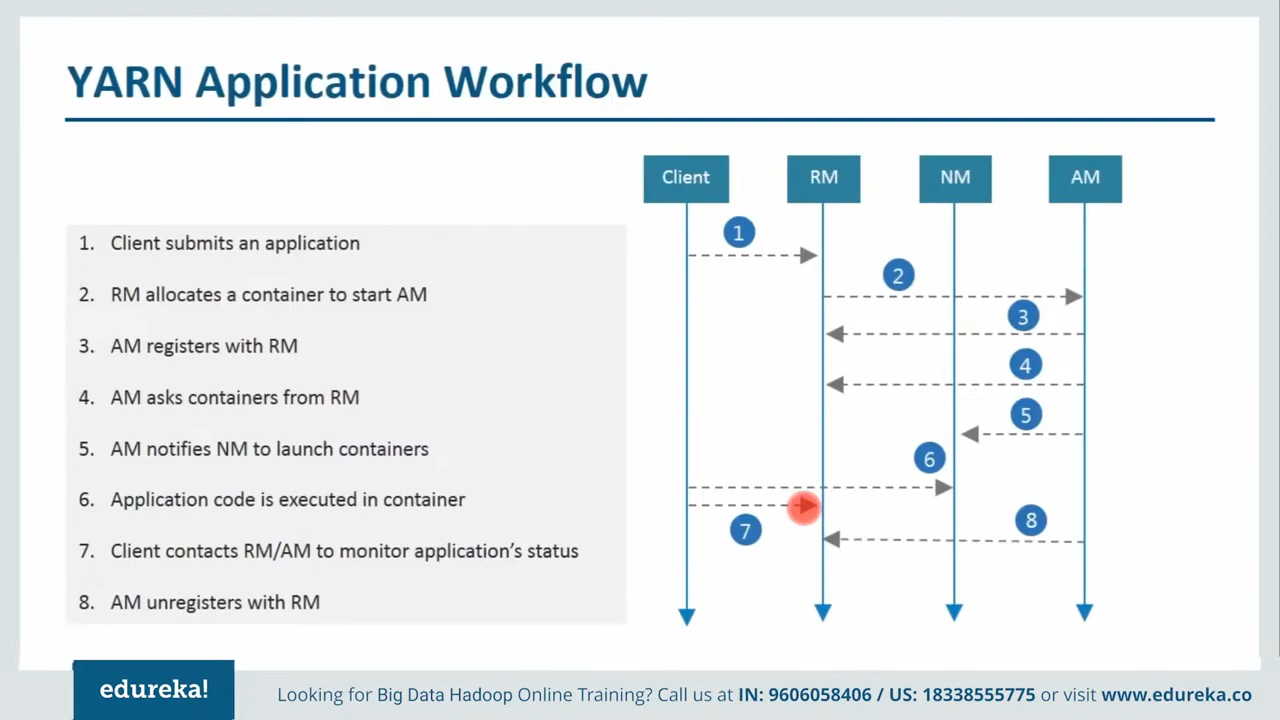 YARN Application Workflow
Client
RM
NM
AM
1. Client submits an application
2. RM allocates a container to start AM
3. AM registers with RM
4. AM asks containers from RM
5. AM notifies NM to launch containers
6. Application code is executed in container
7. Client contacts RM/AM to monitor application's status
8. AM unregisters with RM
1
2
3
4
5
6
7
8
edureka!
Looking for Big Data Hadoop Online Training? Call us at IN: 9606058406 / US: 18338555775 or visit www.edureka.co